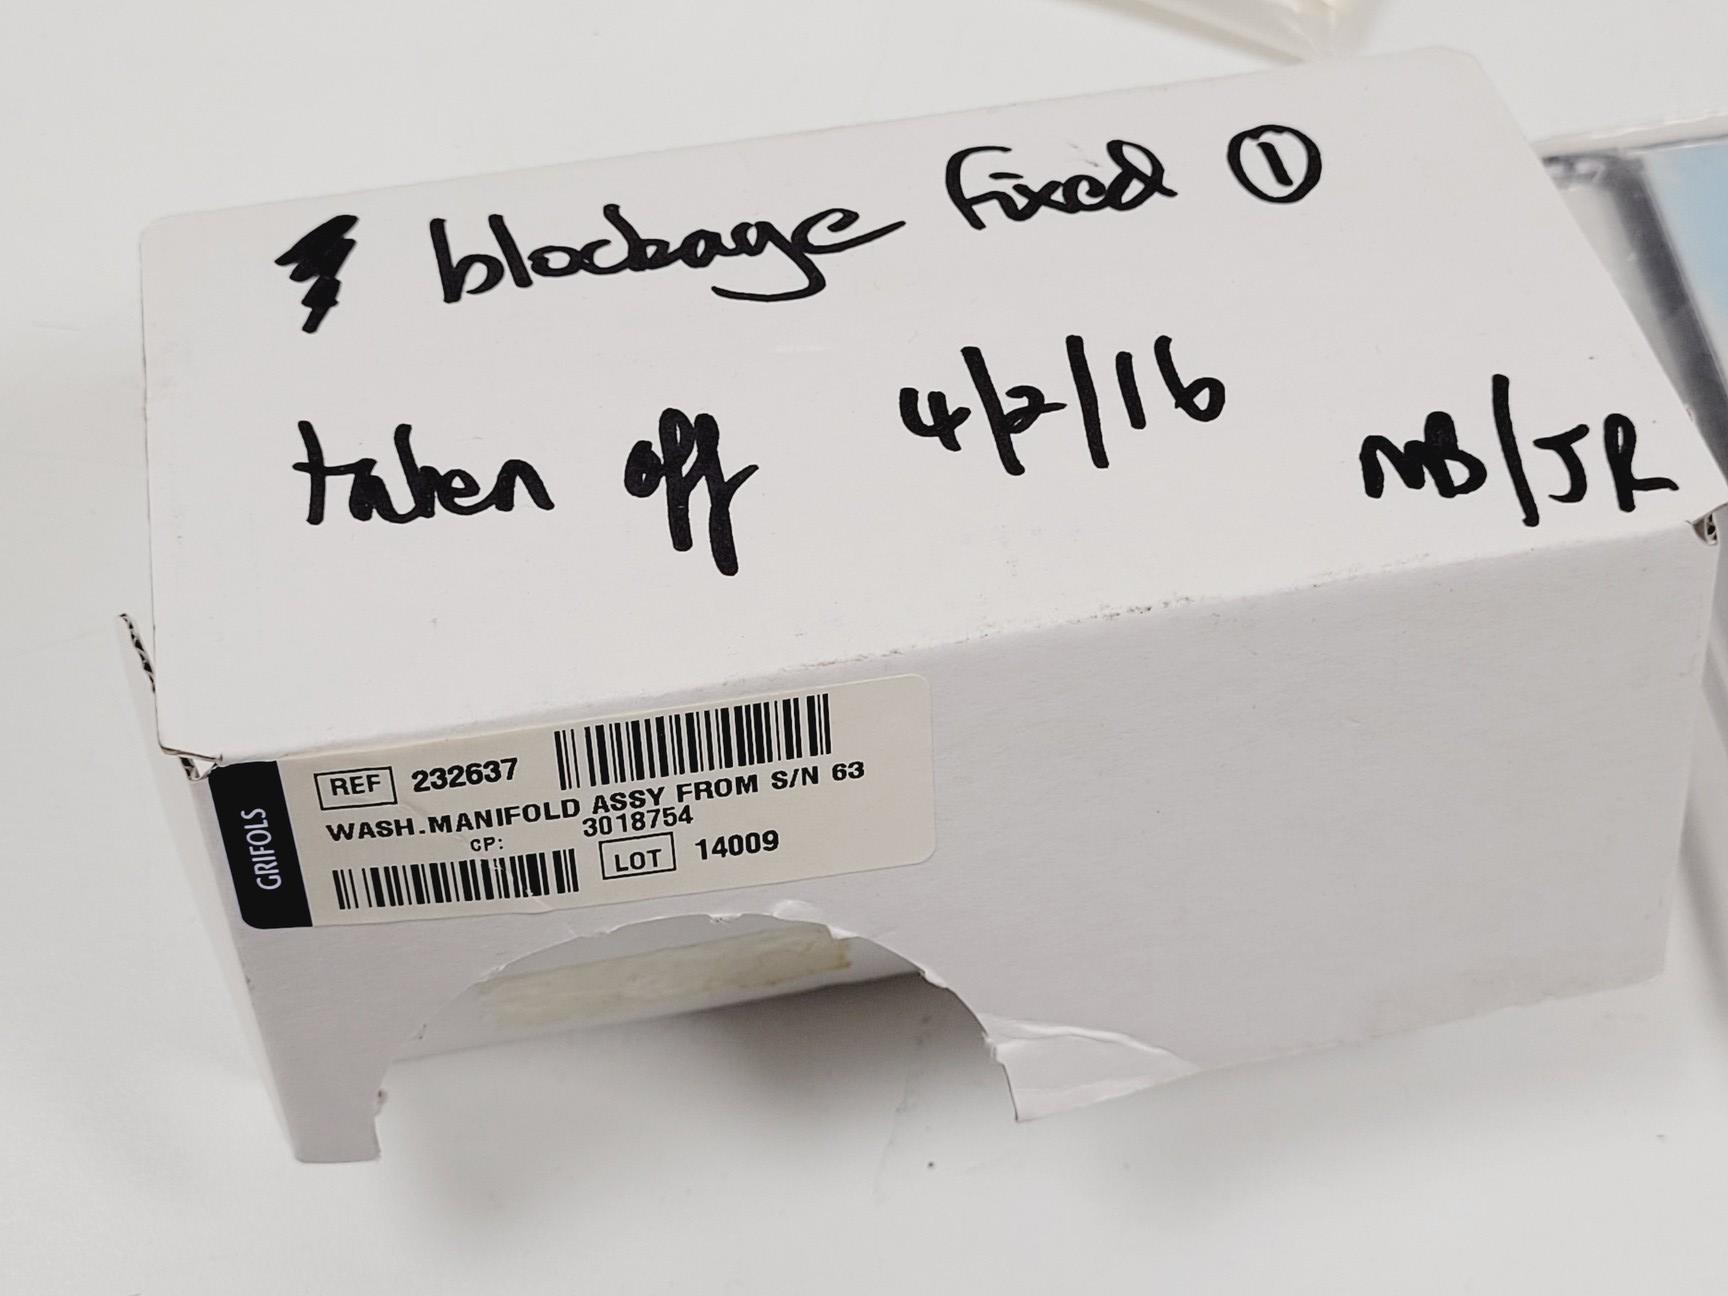 blockage fixed ①
taken off 4/2/16 MB/JR
GRIFOLS
REF 232637
WASH.MANIFOLD ASSY FROM S/N 63
CP: 3018754
LOT 14009